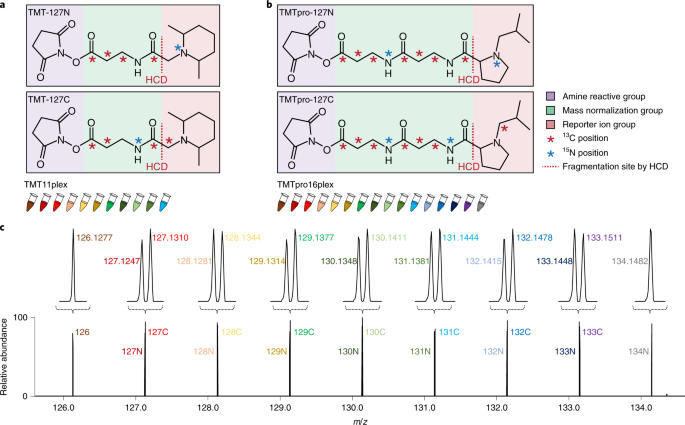 a
b
TMT-127N
O
N
O
O
O
N
H
O
N
HCD
TMTpro-127N
O
N
O
O
O
N
H
O
N
H
O
N
HCD
TMT-127C
O
N
O
O
O
N
H
O
N
HCD
TMTpro-127C
O
N
O
O
O
N
H
O
N
H
O
N
HCD
Amine reactive group
Mass normalization group
Reporter ion group
13C position
15N position
Fragmentation site by HCD
TMT11plex
TMTpro16plex
c
126.1277
127.1310
128.1344
129.1377
130.1411
131.1444
132.1478
133.1511
127.1247
128.1281
129.1314
130.1348
131.1381
132.1415
133.1448
134.1482
100
126
127C
128C
129C
130C
131C
132C
133C
127N
128N
129N
130N
131N
132N
133N
134N
Relative abundance
0
126.0
127.0
128.0
129.0
130.0
131.0
132.0
133.0
134.0
m/z